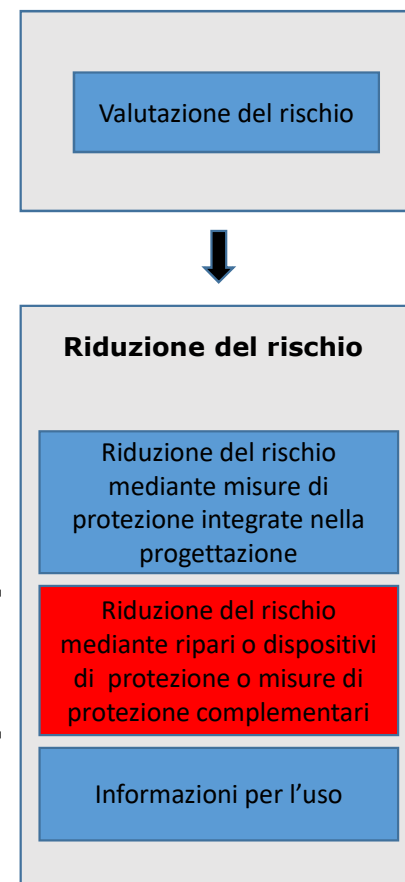 Valutazione del rischio
Riduzione del rischio
Riduzione del rischio
mediante misure di
protezione integrate nella
progettazione
Riduzione del rischio
mediante ripari o dispositivi
di protezione o misure di
protezione complementari
Informazioni per l’uso